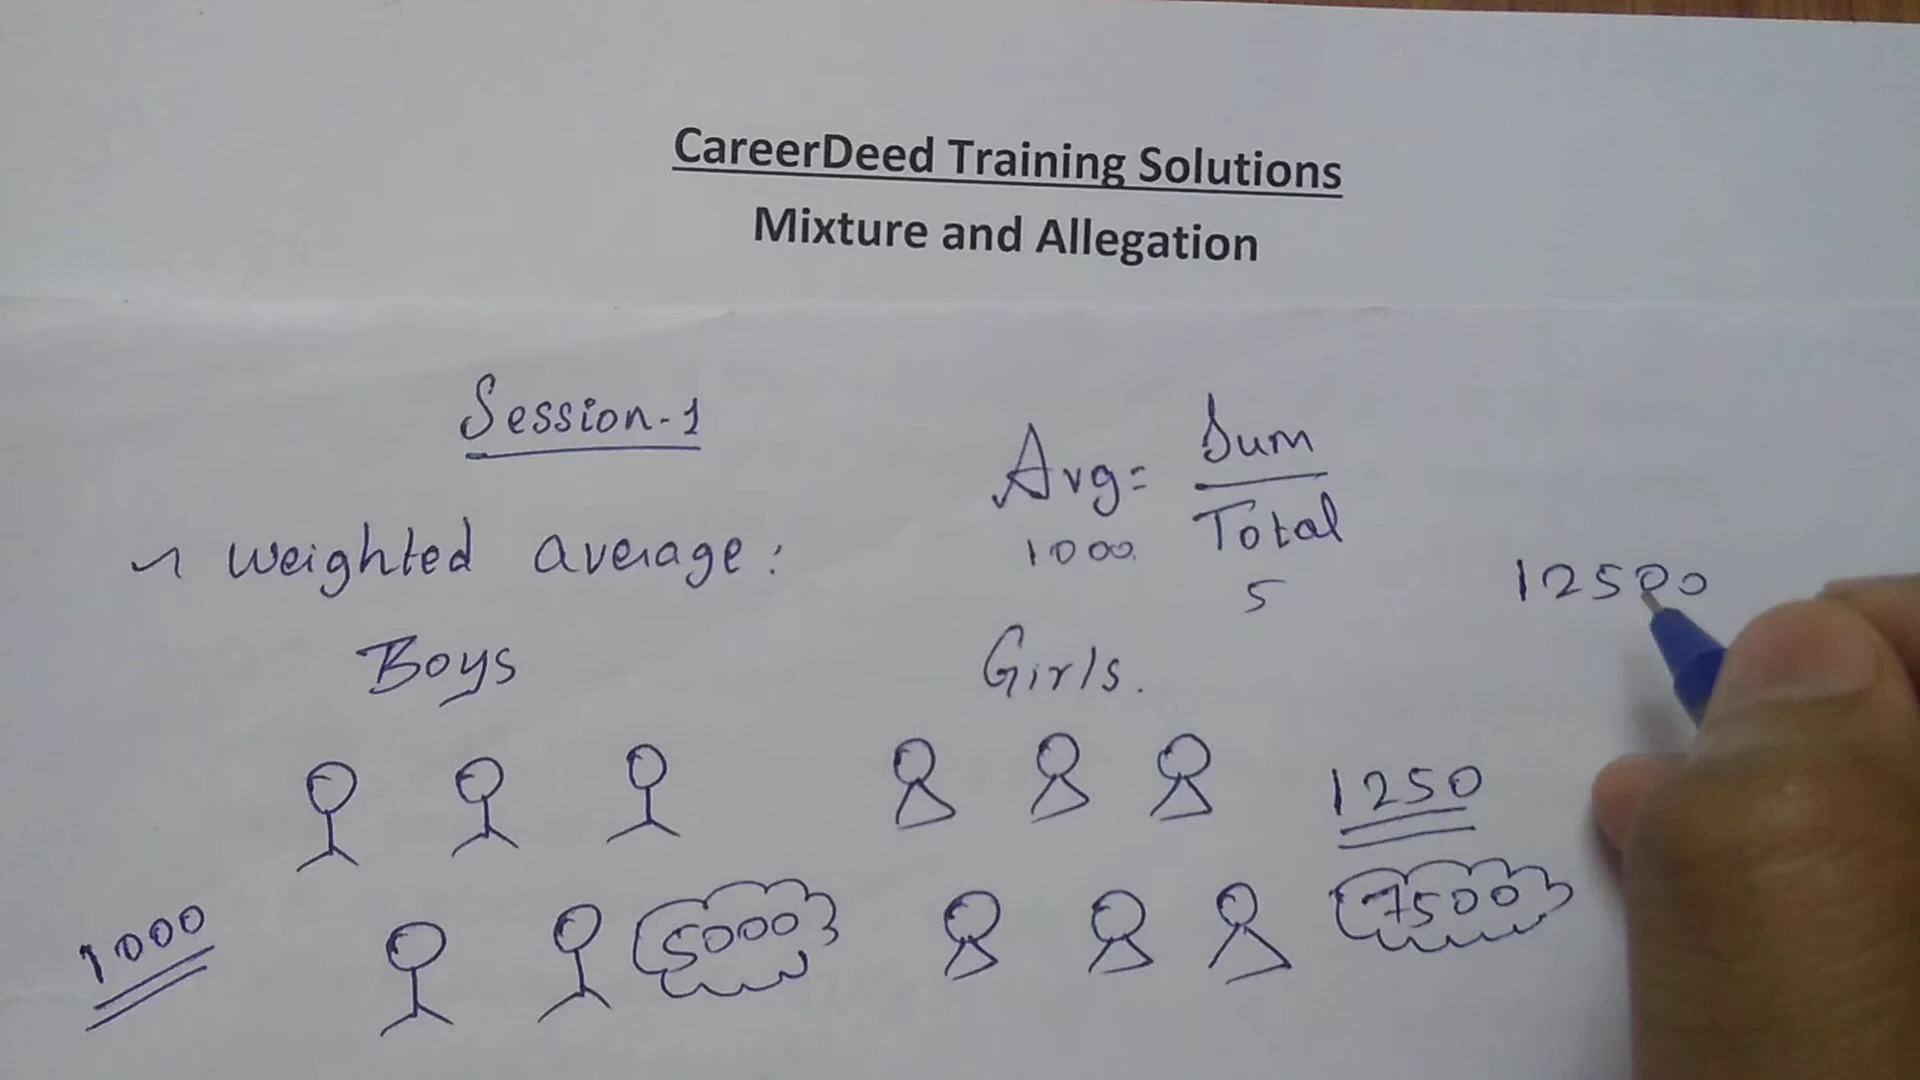 CareerDeed Training Solutions
Mixture and Allegation
Session-1
Avg = Sum
Total
1000
5
weighted average:
12500
Boys
Girls.
1250
1000
5000
7500